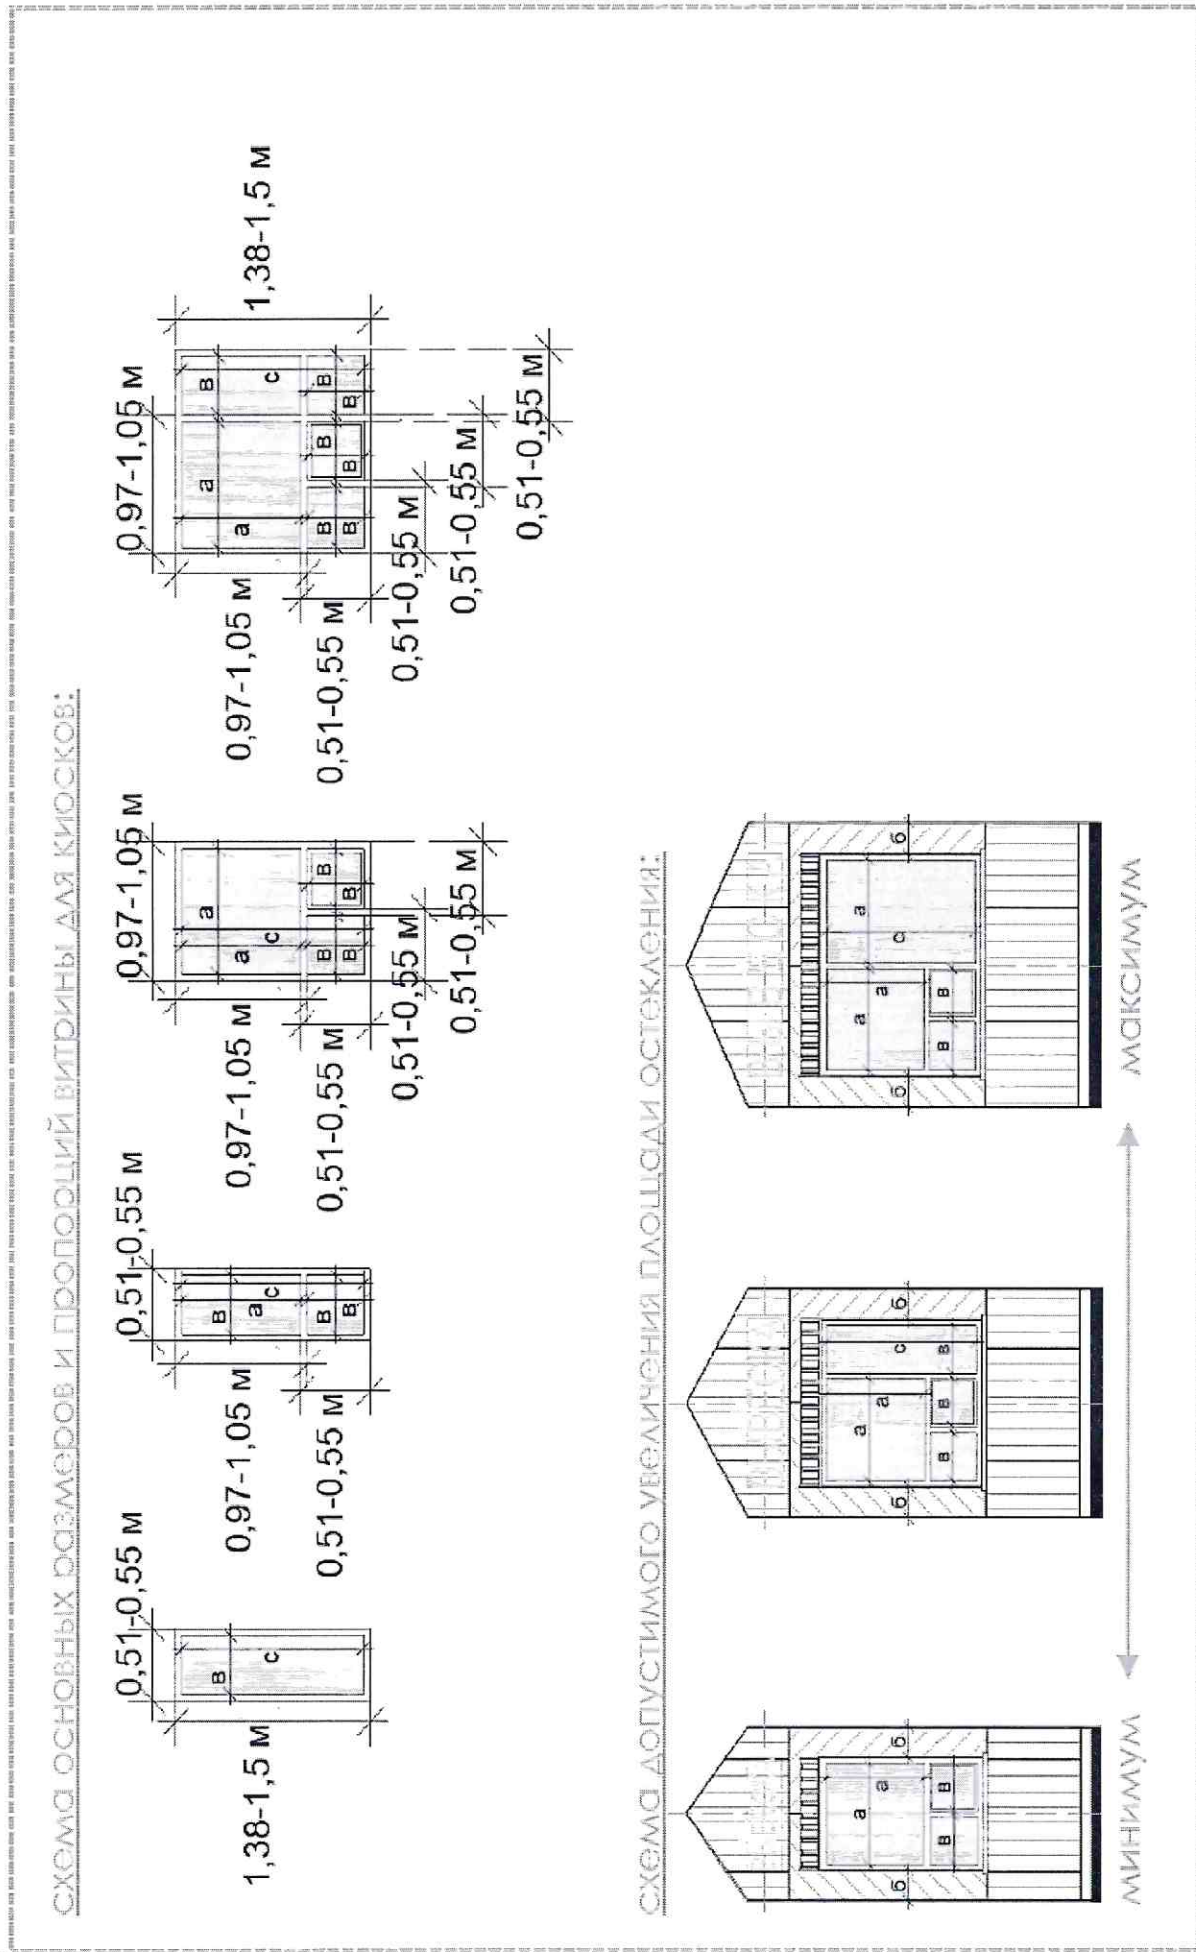 схема основных размеров и пропорций витрины для киосков:
0,51-0,55 м
1,38-1,5 м
в
с
0,51-0,55 м
0,97-1,05 м
0,51-0,55 м
в
а
с
в
в
0,97-1,05 м
0,97-1,05 м
0,51-0,55 м
0,51-0,55 м
0,51-0,55 м
а
а
с
в
в
в
в
0,97-1,05 м
1,38-1,5 м
0,97-1,05 м
0,51-0,55 м
0,51-0,55 м
0,51-0,55 м
0,51-0,55 м
а
в
а
с
в
в
в
в
в
в
схема допустимого увеличения площади остекления:
а
а
б
б
в
в
а
а
с
б
б
в
в
в
а
а
а
с
б
б
в
в
минимум
максимум